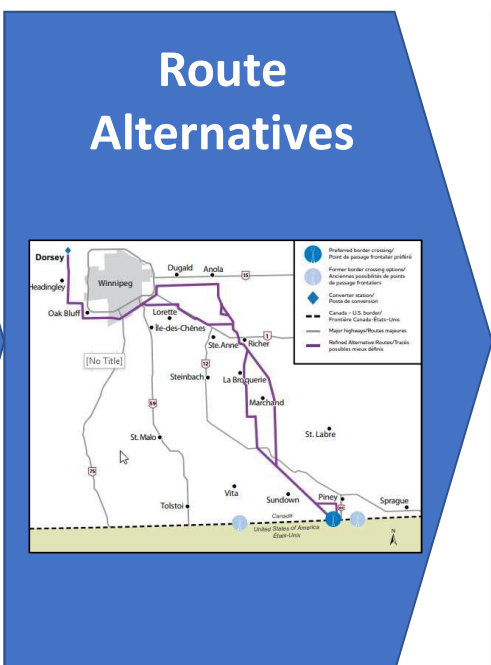 Route
Alternatives
Dorsey
Headingley
Oak Bluff
Winnipeg
Dugald
Anola
15
Lorette
Île-des-Chênes
Ste. Anne
Richer
1
12
[No Title]
Steinbach
La Broquerie
Marchand
59
St. Malo
St. Labre
75
Vita
Sundown
Piney
Sprague
89
Tolstoi
Canada
United States of America
États-Unis
N
Preferred border crossing/
Point de passage frontalier préféré
Former border crossing options/
Anciennes possibilités de points
de passage frontaliers
Converter station/
Poste de conversion
Canada – U.S. border/
Frontière Canada–États-Unis
Major highways/Routes majeures
Refined Alternative Routes/Tracés
possibles mieux définis